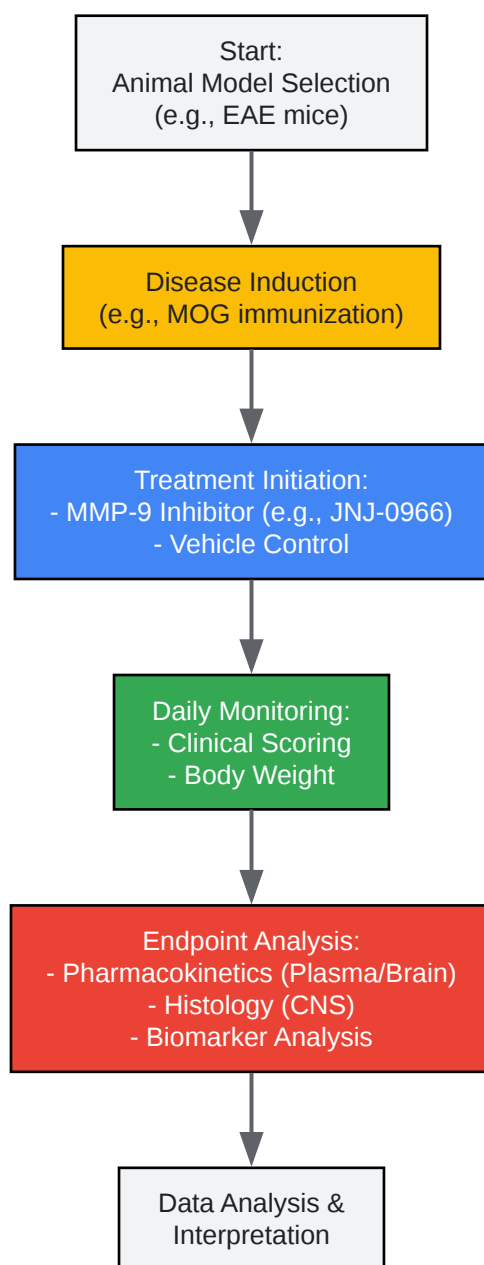 Start:
Animal Model Selection
(e.g., EAE mice)
Disease Induction
(e.g., MOG immunization)
Treatment Initiation:
- MMP-9 Inhibitor (e.g., JNJ-0966)
- Vehicle Control
Daily Monitoring:
- Clinical Scoring
- Body Weight
Endpoint Analysis:
- Pharmacokinetics (Plasma/Brain)
- Histology (CNS)
- Biomarker Analysis
Data Analysis &
Interpretation